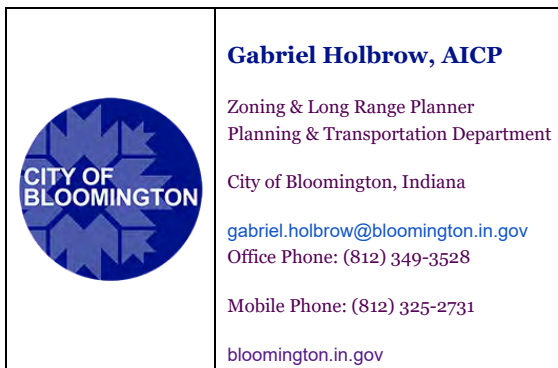 CITY OF
BLOOMINGTON
Gabriel Holbrow, AICP
Zoning & Long Range Planner
Planning & Transportation Department
City of Bloomington, Indiana
gabriel.holbrow@bloomington.in.gov
Office Phone: (812) 349-3528
Mobile Phone: (812) 325-2731
bloomington.in.gov